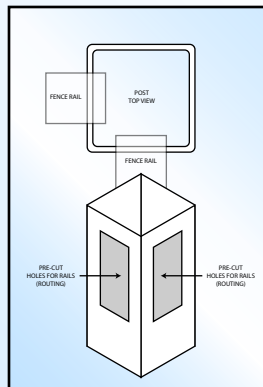 POST
TOP VIEW
FENCE RAIL
FENCE RAIL
PRE-CUT
HOLES FOR RAILS
(ROUTING)
PRE-CUT
HOLES FOR RAILS
(ROUTING)